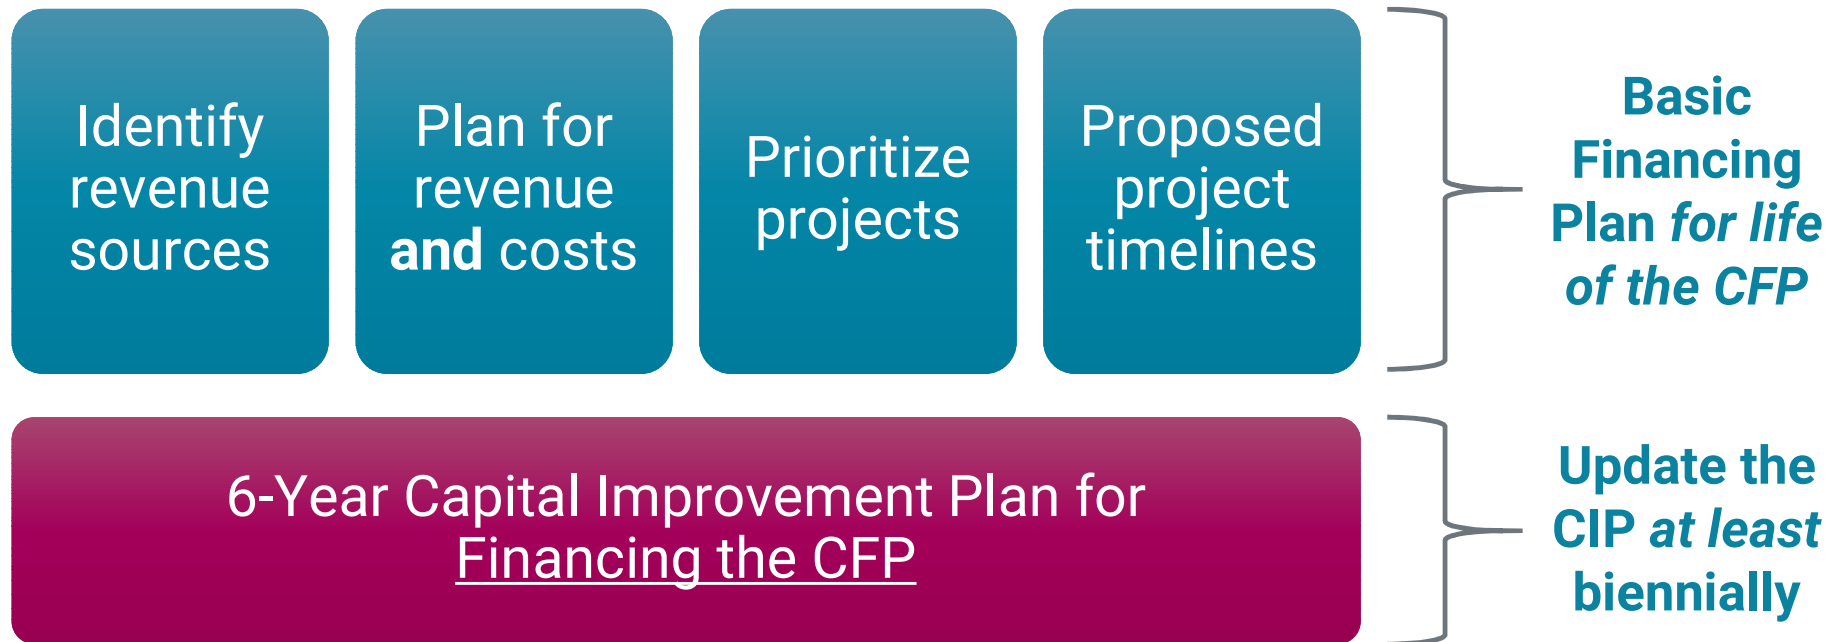 Identify
revenue
sources
Plan for
revenue
and costs
Prioritize
projects
Proposed
project
timelines
Basic
Financing
Plan for life
of the CFP
6-Year Capital Improvement Plan for
Financing the CFP
Update the
CIP at least
biennially